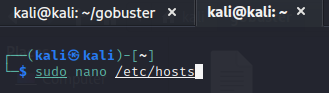 kali@kali: ~/gobuster × kali@kali: ~ ×
┌──(kali㉿kali)-[~]
└─$ sudo nano /etc/hosts